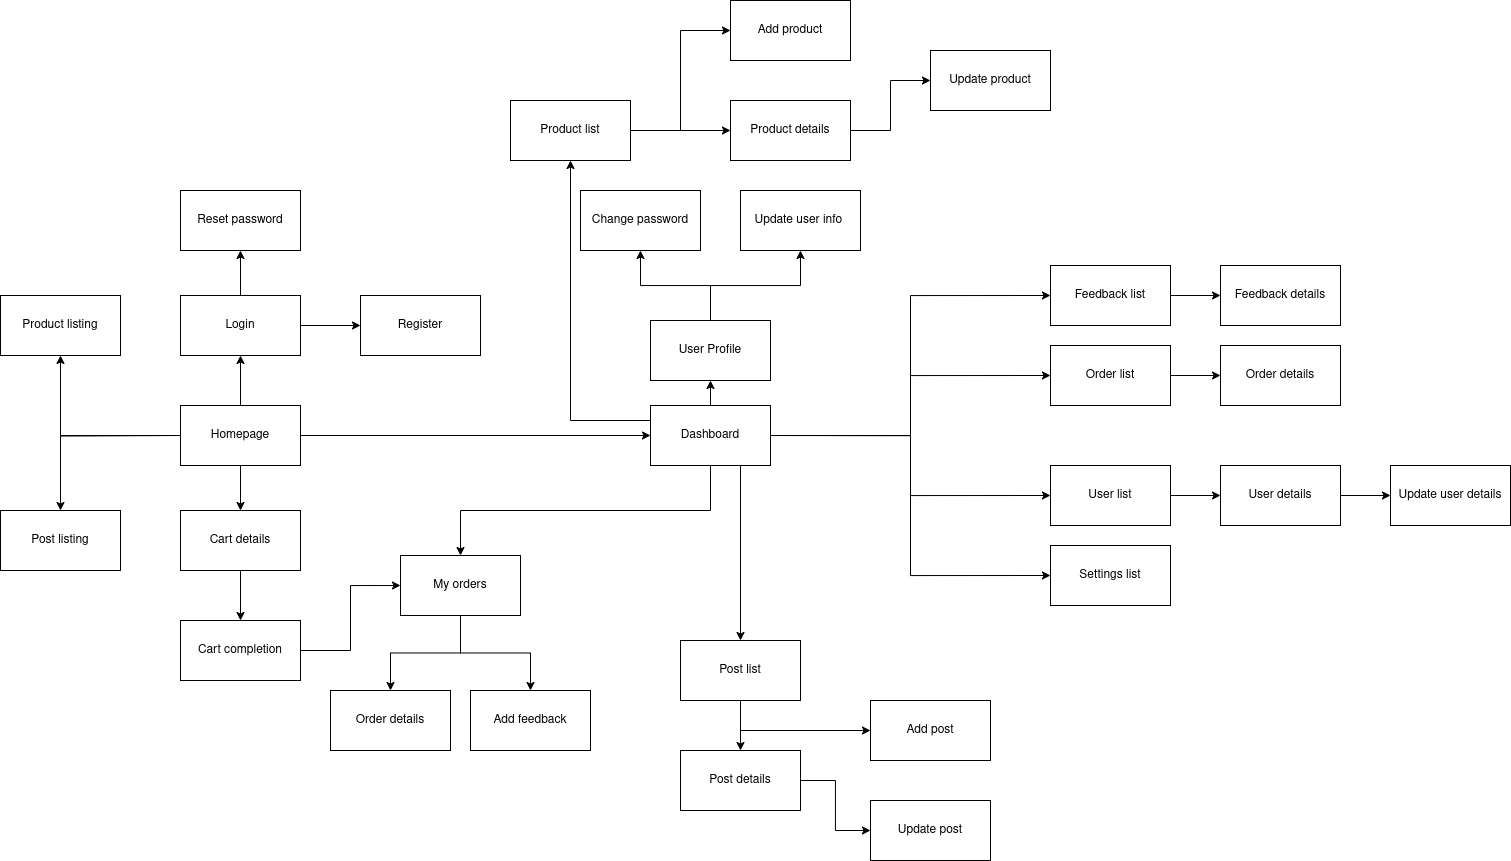 Add product
Update product
Product list
Product details
Reset password
Change password
Update user info
Feedback list
Feedback details
Product listing
Login
Register
User Profile
Order list
Order details
Homepage
Dashboard
User list
User details
Update user details
Post listing
Cart details
My orders
Settings list
Cart completion
Post list
Order details
Add feedback
Add post
Post details
Update post